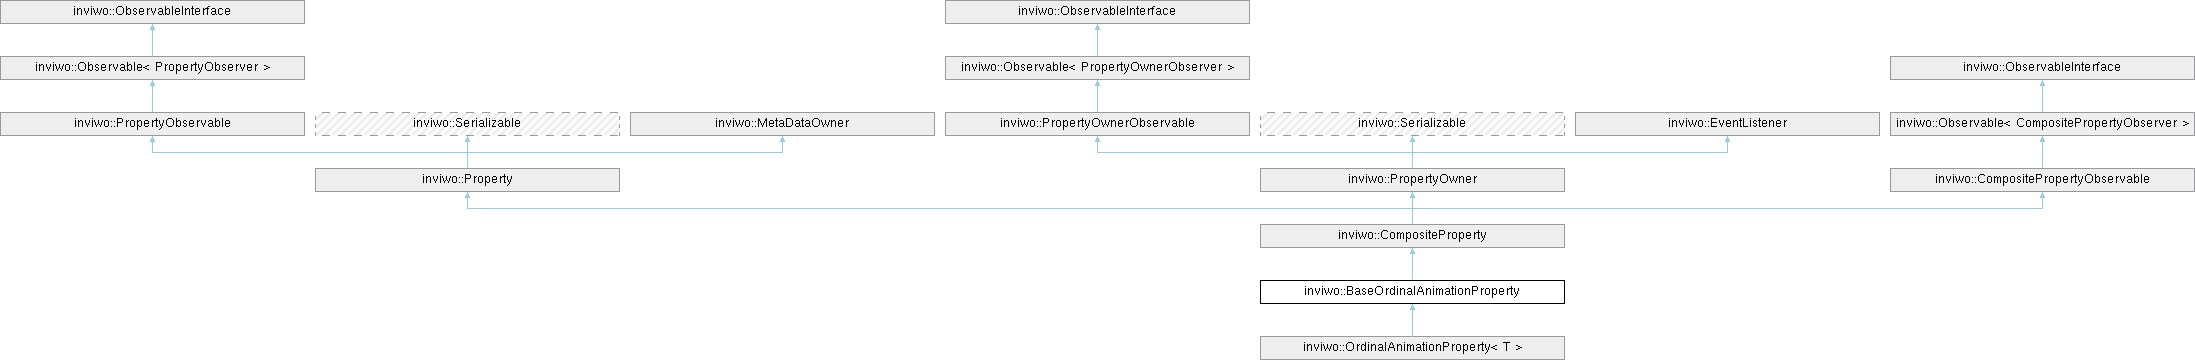 inviwo::ObservableInterface
inviwo::ObservableInterface
inviwo::Observable< PropertyObserver >
inviwo::Observable< PropertyOwnerObserver >
inviwo::ObservableInterface
inviwo::PropertyObservable
inviwo::Serializable
inviwo::MetaDataOwner
inviwo::PropertyOwnerObservable
inviwo::Serializable
inviwo::EventListener
inviwo::Observable< CompositePropertyObserver >
inviwo::Property
inviwo::PropertyOwner
inviwo::CompositePropertyObservable
inviwo::CompositeProperty
inviwo::BaseOrdinalAnimationProperty
inviwo::OrdinalAnimationProperty< T >